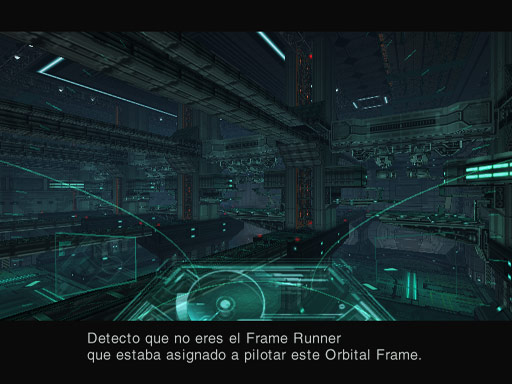 Detecto que no eres el Frame Runner
que estaba asignado a pilotar este Orbital Frame.